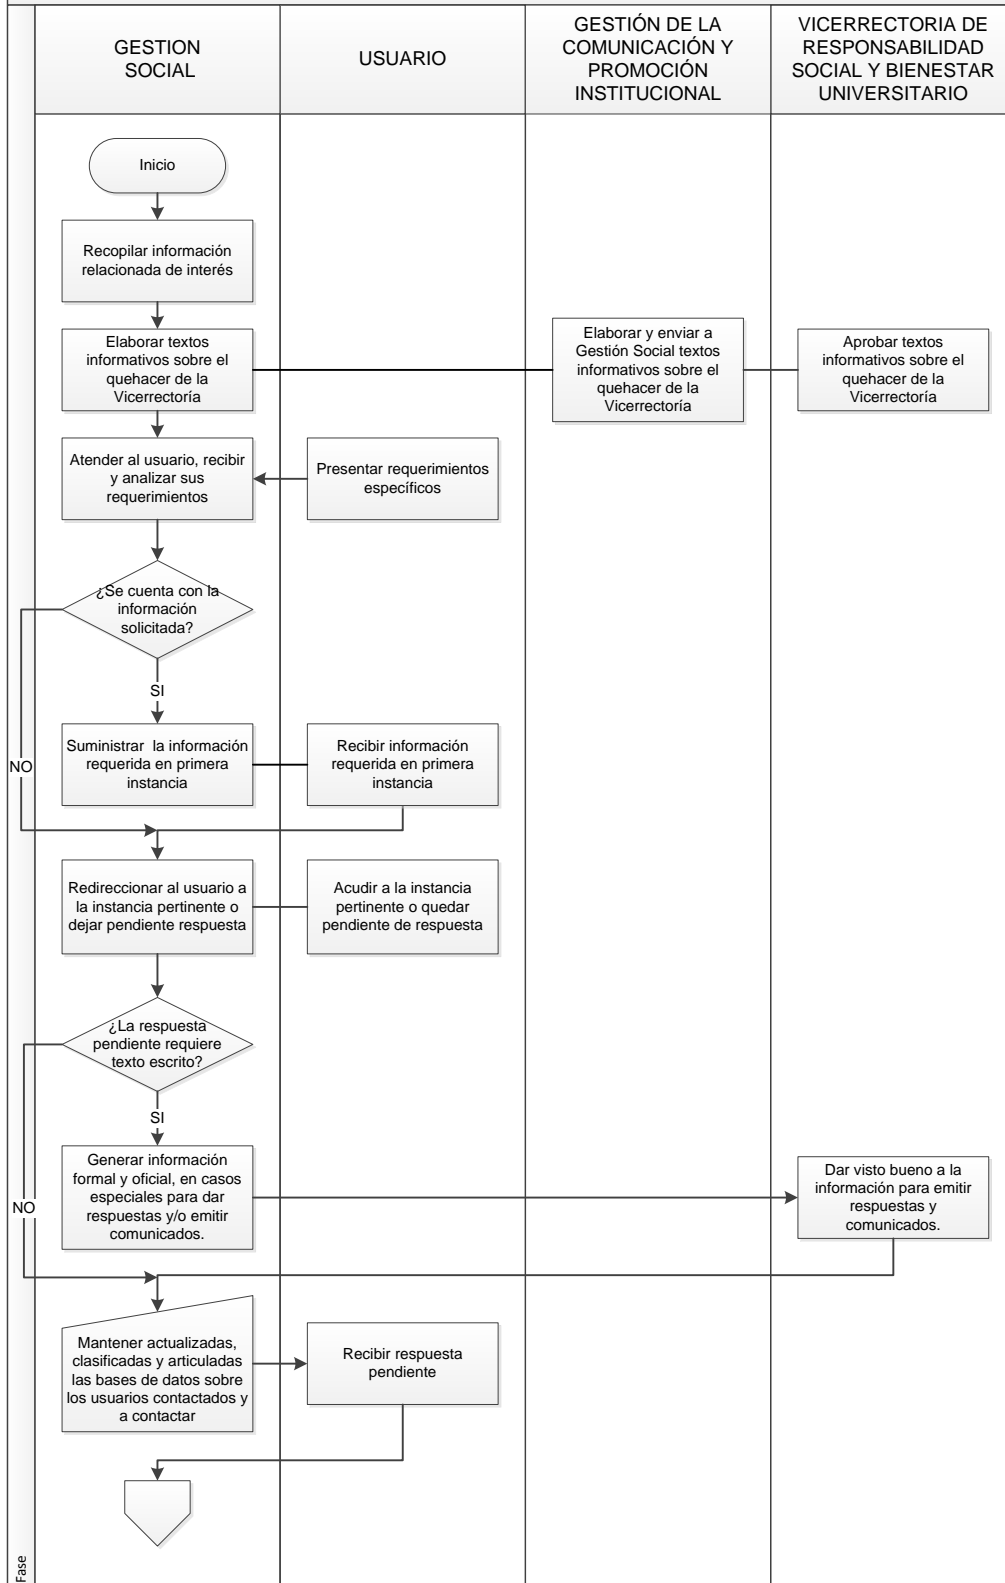 GESTION
SOCIAL
USUARIO
GESTIÓN DE LA
COMUNICACIÓN Y
PROMOCIÓN
INSTITUCIONAL
VICERRECTORIA DE
RESPONSABILIDAD
SOCIAL Y BIENESTAR
UNIVERSITARIO
Inicio
Recopilar información
relacionada de interés
Elaborar textos
informativos sobre el
quehacer de la
Vicerrectoría
Elaborar y enviar a
Gestión Social textos
informativos sobre el
quehacer de la
Vicerrectoría
Aprobar textos
informativos sobre el
quehacer de la
Vicerrectoría
Atender al usuario, recibir
y analizar sus
requerimientos
Presentar requerimientos
específicos
¿Se cuenta con la
información
solicitada?
SI
NO
Suministrar la información
requerida en primera
instancia
Recibir información
requerida en primera
instancia
Redireccionar al usuario a
la instancia pertinente o
dejar pendiente respuesta
Acudir a la instancia
pertinente o quedar
pendiente de respuesta
¿La respuesta
pendiente requiere
texto escrito?
SI
NO
Generar información
formal y oficial, en casos
especiales para dar
respuestas y/o emitir
comunicados.
Dar visto bueno a la
información para emitir
respuestas y
comunicados.
Mantener actualizadas,
clasificadas y articuladas
las bases de datos sobre
los usuarios contactados y
a contactar
Recibir respuesta
pendiente
Fase